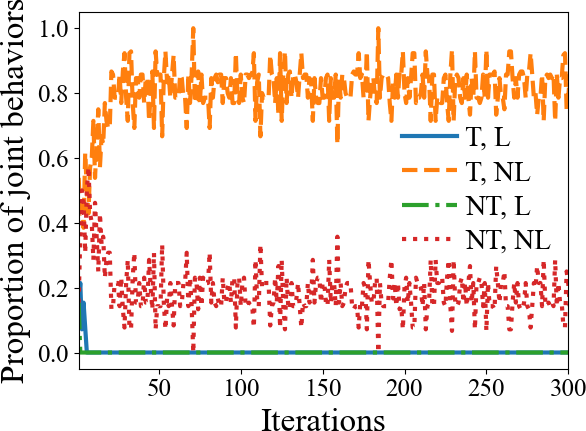 Proportion of joint behaviors
1.0
0.8
0.6
0.4
0.2
0.0
T, L
T, NL
NT, L
NT, NL
50
100
150
200
250
300
Iterations